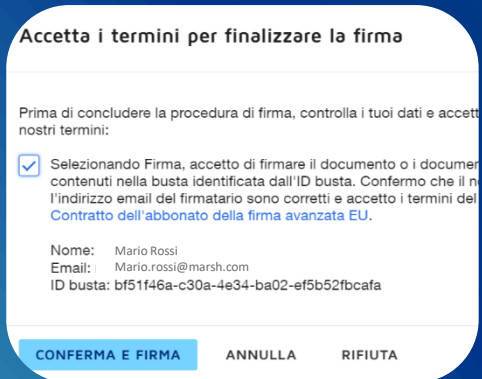 Accetta i termini per finalizzare la firma
Prima di concludere la procedura di firma, controlla i tuoi dati e accett
nostri termini:
Selezionando Firma, accetto di firmare il documento o i documen
contenuti nella busta identificata dall'ID busta. Confermo che il n
l'indirizzo email del firmatario sono corretti e accetto i termini del
Contratto dell'abbonato della firma avanzata EU.
Nome: Mario Rossi
Email: Mario.rossi@marsh.com
ID busta: bf51f46a-c30a-4e34-ba02-ef5b52fbcafa
CONFERMA E FIRMA ANNULLA RIFIUTA